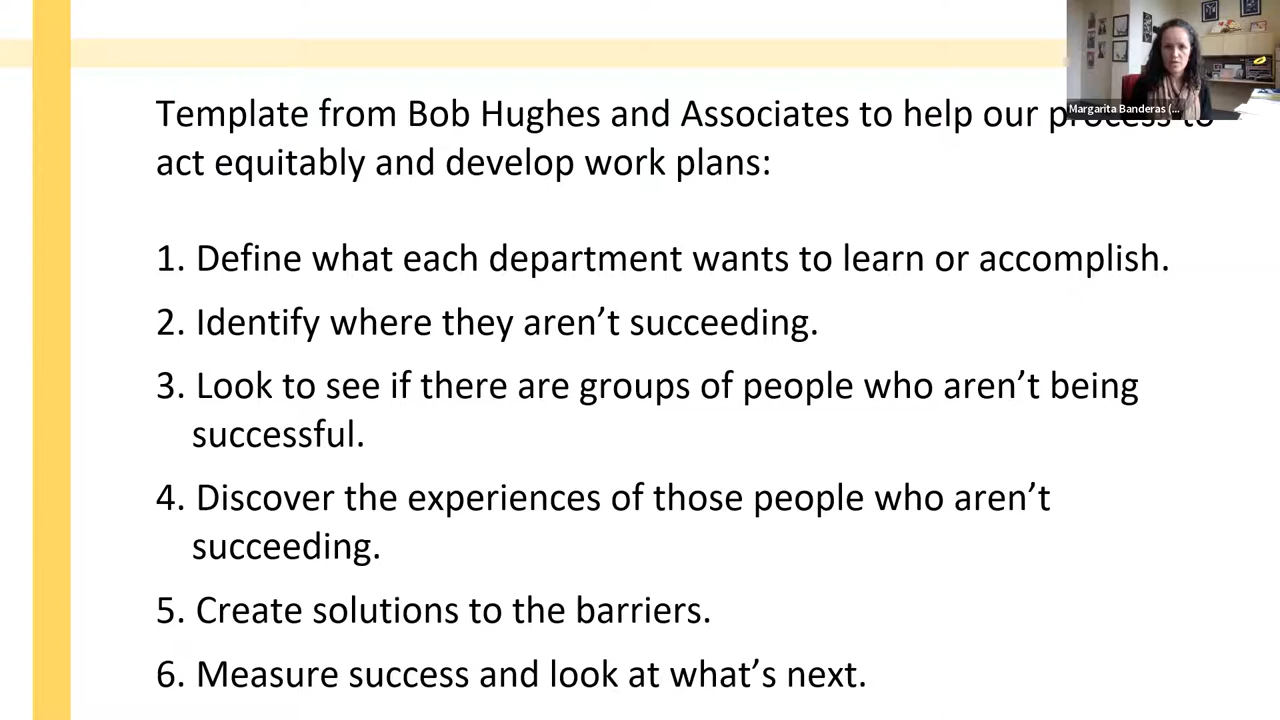 Template from Bob Hughes and Associates to help our process to
act equitably and develop work plans:
1. Define what each department wants to learn or accomplish.
2. Identify where they aren’t succeeding.
3. Look to see if there are groups of people who aren’t being
successful.
4. Discover the experiences of those people who aren’t
succeeding.
5. Create solutions to the barriers.
6. Measure success and look at what’s next.
Margarita Banderas (...